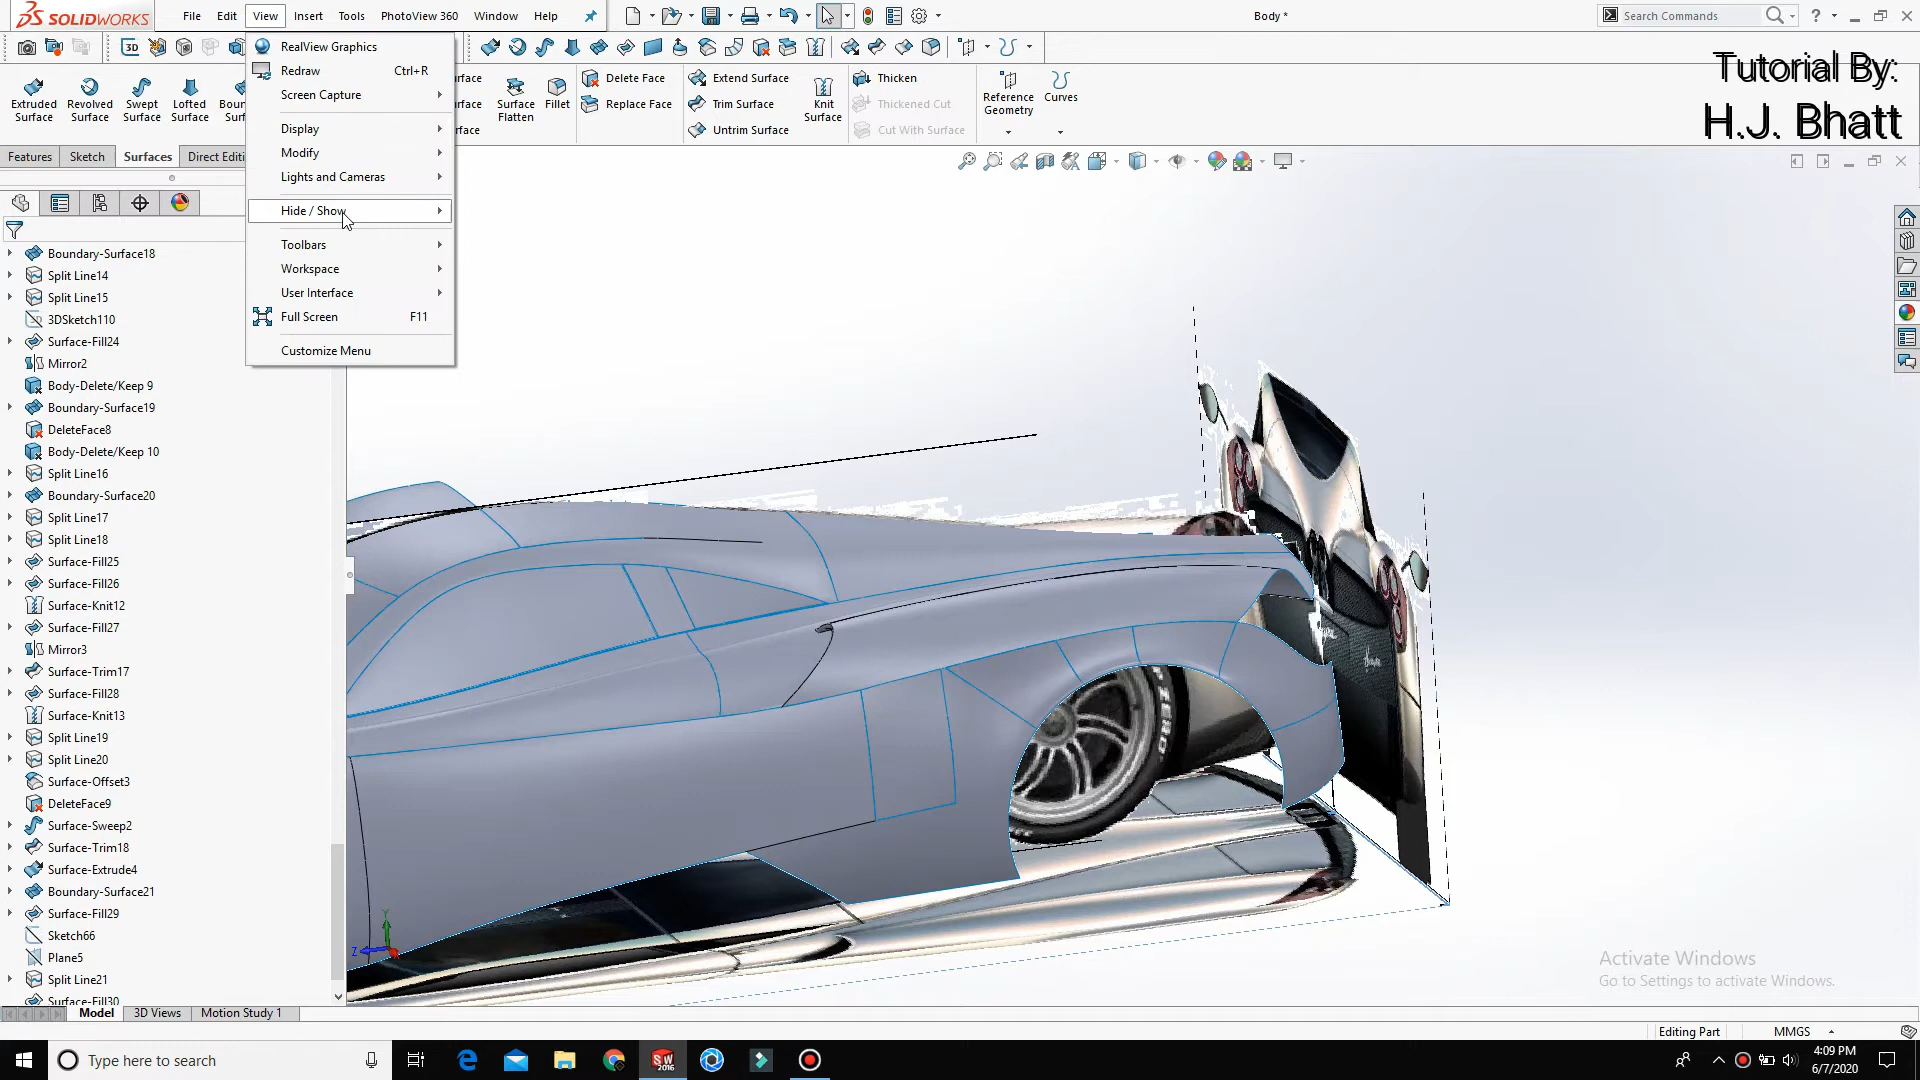 SOLIDWORKS
File Edit View Insert Tools PhotoView 360 Window Help
Body *
Search Commands
3D
RealView Graphics
Redraw Ctrl+R
Screen Capture
Display
Modify
Lights and Cameras
Hide / Show
Toolbars
Workspace
User Interface
Full Screen F11
Customize Menu
Extruded Surface
Revolved Surface
Swept Surface
Lofted Surface
Surface Flatten
Fillet
Delete Face
Replace Face
Extend Surface
Trim Surface
Untrim Surface
Knit Surface
Thicken
Thickened Cut
Cut With Surface
Reference Geometry
Curves
Tutorial By:
H.J. Bhatt
Features Sketch Surfaces Direct Editi
Boundary-Surface18
Split Line14
Split Line15
3DSketch110
Surface-Fill24
Mirror2
Body-Delete/Keep 9
Boundary-Surface19
DeleteFace8
Body-Delete/Keep 10
Split Line16
Boundary-Surface20
Split Line17
Split Line18
Surface-Fill25
Surface-Fill26
Surface-Knit12
Surface-Fill27
Mirror3
Surface-Trim17
Surface-Fill28
Surface-Knit13
Split Line19
Split Line20
Surface-Offset3
DeleteFace9
Surface-Sweep2
Surface-Trim18
Surface-Extrude4
Boundary-Surface21
Surface-Fill29
Sketch66
Plane5
Split Line21
Surface-Fill30
Y
Z
ZERO
Activate Windows
Go to Settings to activate Windows.
Model 3D Views Motion Study 1
Editing Part MMGS
Type here to search
SW
2016
4:09 PM
6/7/2020